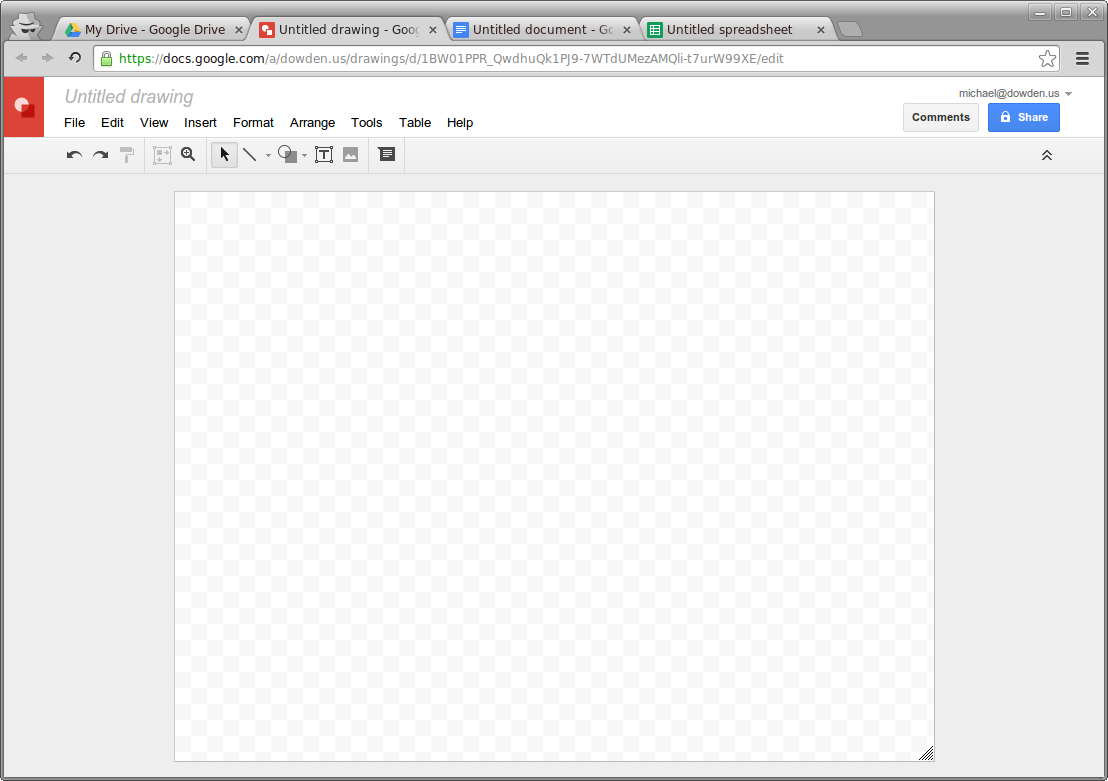 My Drive - Google Drive
Untitled drawing - Goog
Untitled document - Go
Untitled spreadsheet
https://docs.google.com/a/dowden.us/drawings/d/1BW01PPR_QwdhuQk1PJ9-7WTdUMezAMQli-t7urW99XE/edit
Untitled drawing
michael@dowden.us
File Edit View Insert Format Arrange Tools Table Help
Comments
Share